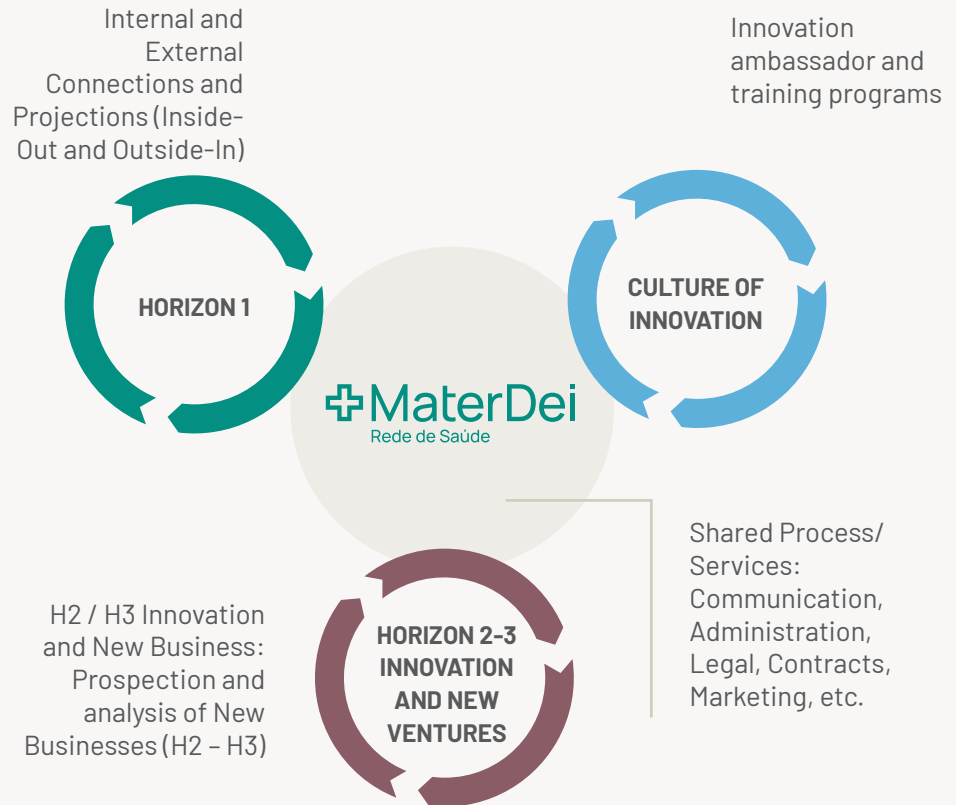 Internal and
External
Connections and
Projections (Inside-
Out and Outside-In)
Innovation
ambassador and
training programs
HORIZON 1
CULTURE OF
INNOVATION
MaterDei
Rede de Saúde
Shared Process/
Services:
Communication,
Administration,
Legal, Contracts,
Marketing, etc.
H2 / H3 Innovation
and New Business:
Prospection and
analysis of New
Businesses (H2 – H3)
HORIZON 2-3
INNOVATION
AND NEW
VENTURES